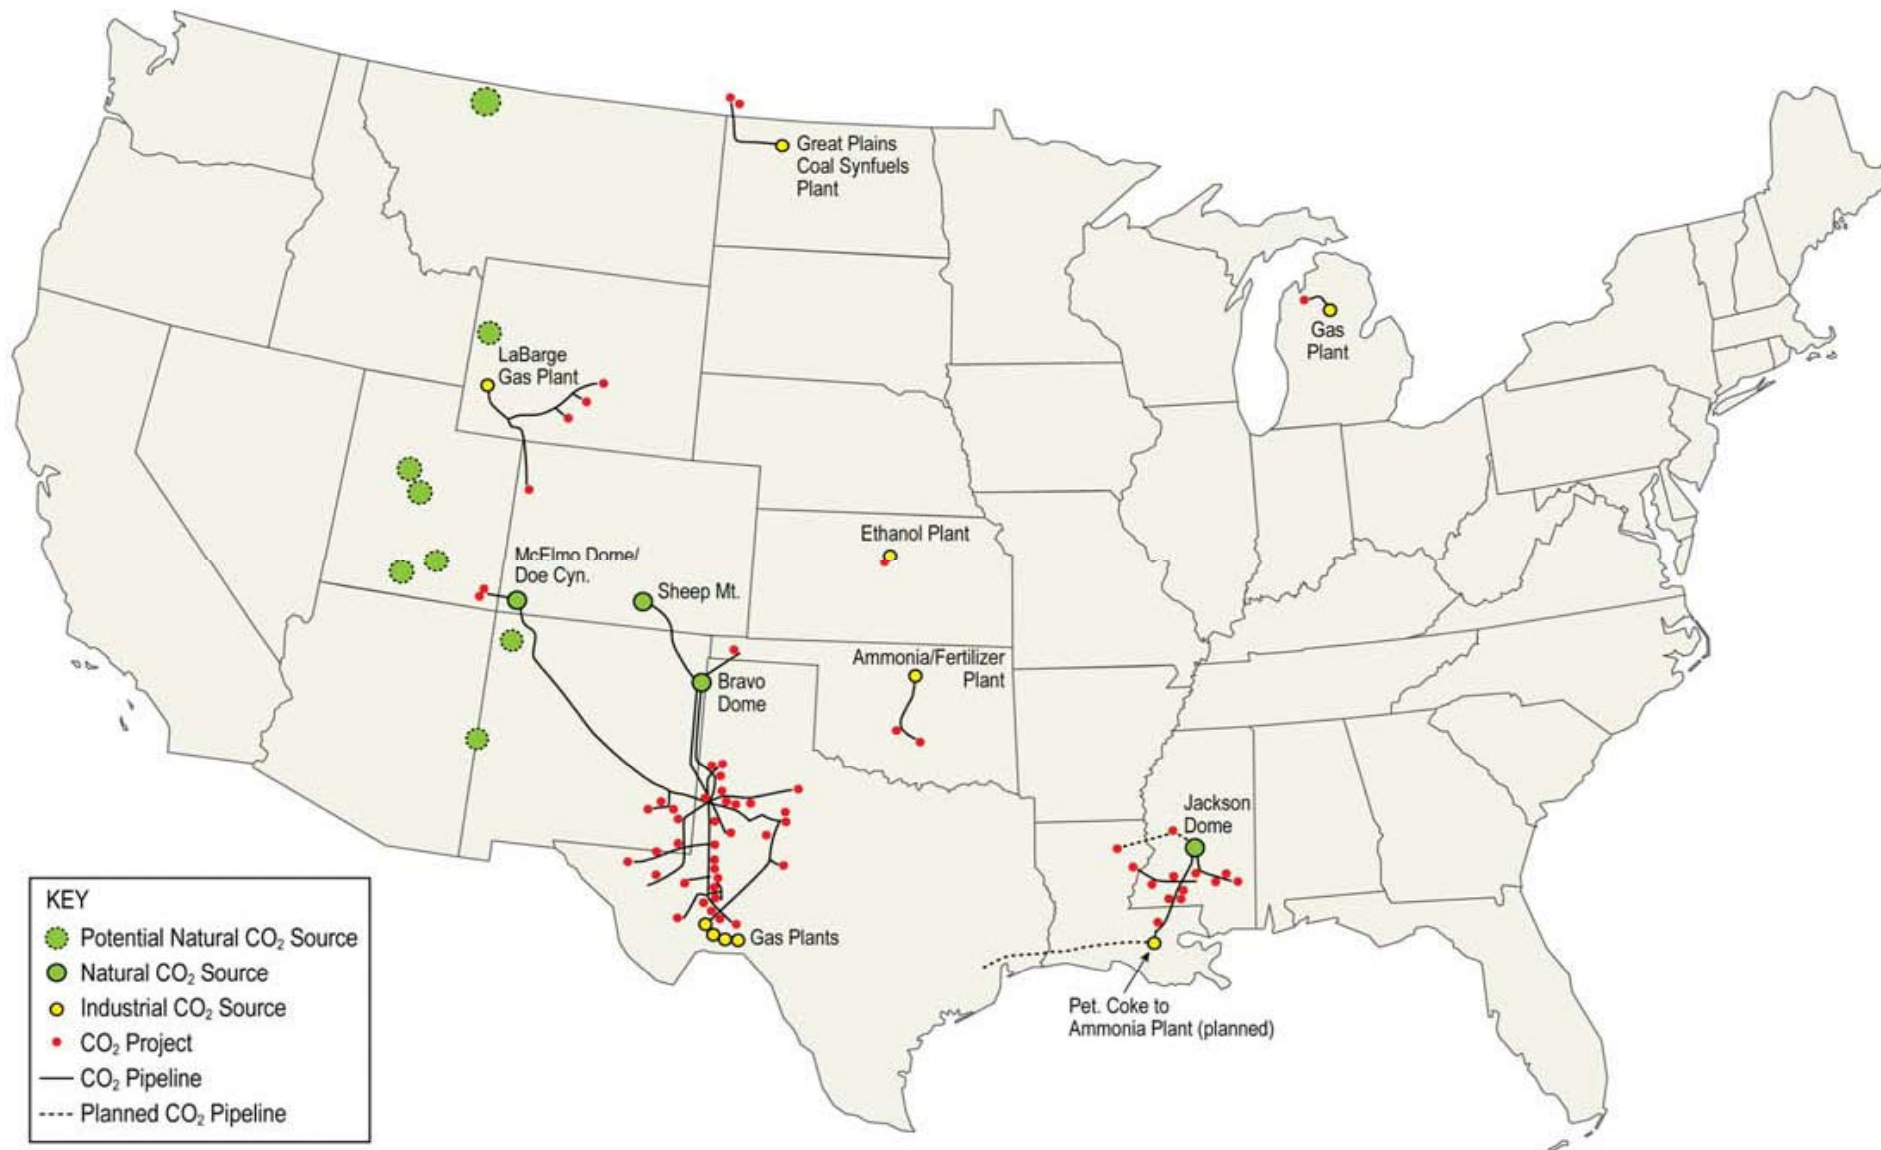 Great Plains
Coal Synfuels
Plant
Gas
Plant
LaBarge
Gas Plant
Ethanol Plant
McElmo Dome/
Doe Cyn.
Sheep Mt.
Ammonia/Fertilizer
Plant
Bravo
Dome
Jackson
Dome
Gas Plants
Pet. Coke to
Ammonia Plant (planned)
KEY
Potential Natural CO₂ Source
Natural CO₂ Source
Industrial CO₂ Source
CO₂ Project
CO₂ Pipeline
Planned CO₂ Pipeline